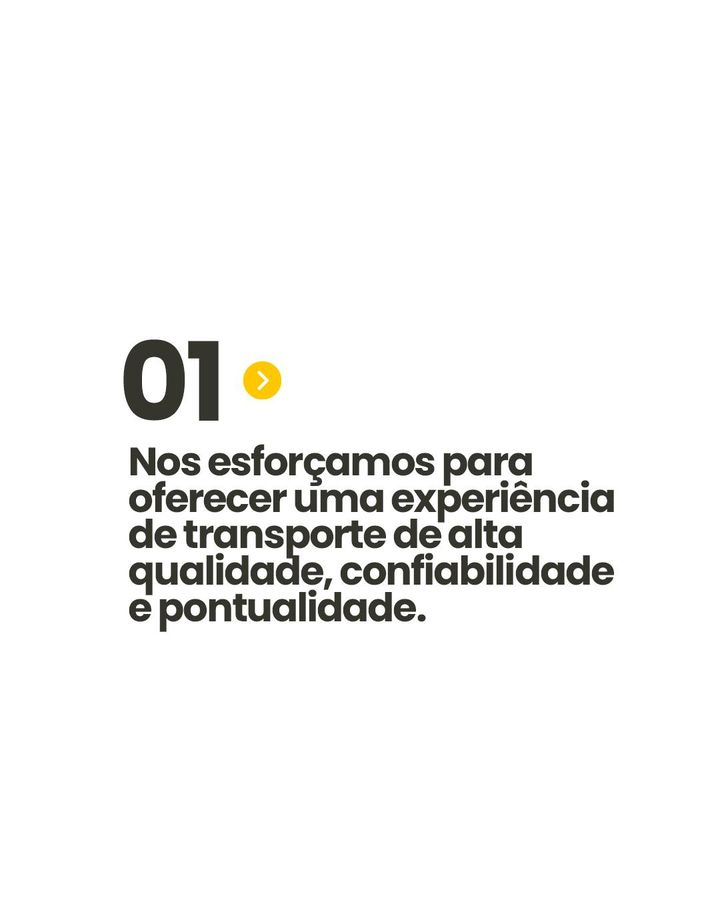 01
Nos esforçamos para
oferecer uma experiência
de transporte de alta
qualidade, confiabilidade
e pontualidade.